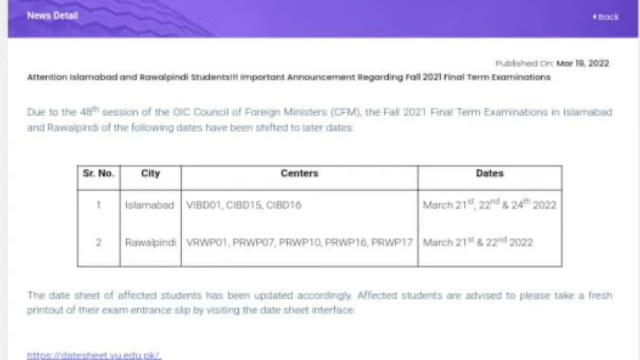 News Detail
Back
Published On: Mar 19, 2022
Attention Islamabad and Rawalpindi Students!!! Important Announcement Regarding Fall 2021 Final Term Examinations
Due to the 48th session of the OIC Council of Foreign Ministers (CFM), the Fall 2021 Final Term Examinations in Islamabad
and Rawalpindi of the following dates have been shifted to later dates:
Sr. No. City Centers Dates
1 Islamabad VIBD01, CIBD15, CIBD16 March 21st, 22nd & 24th 2022
2 Rawalpindi VRWP01, PRWP07, PRWP10, PRWP16, PRWP17 March 21st & 22nd 2022
The date sheet of affected students has been updated accordingly. Affected students are advised to please take a fresh
printout of their exam entrance slip by visiting the date sheet interface:
https://datesheet.vu.edu.pk/.